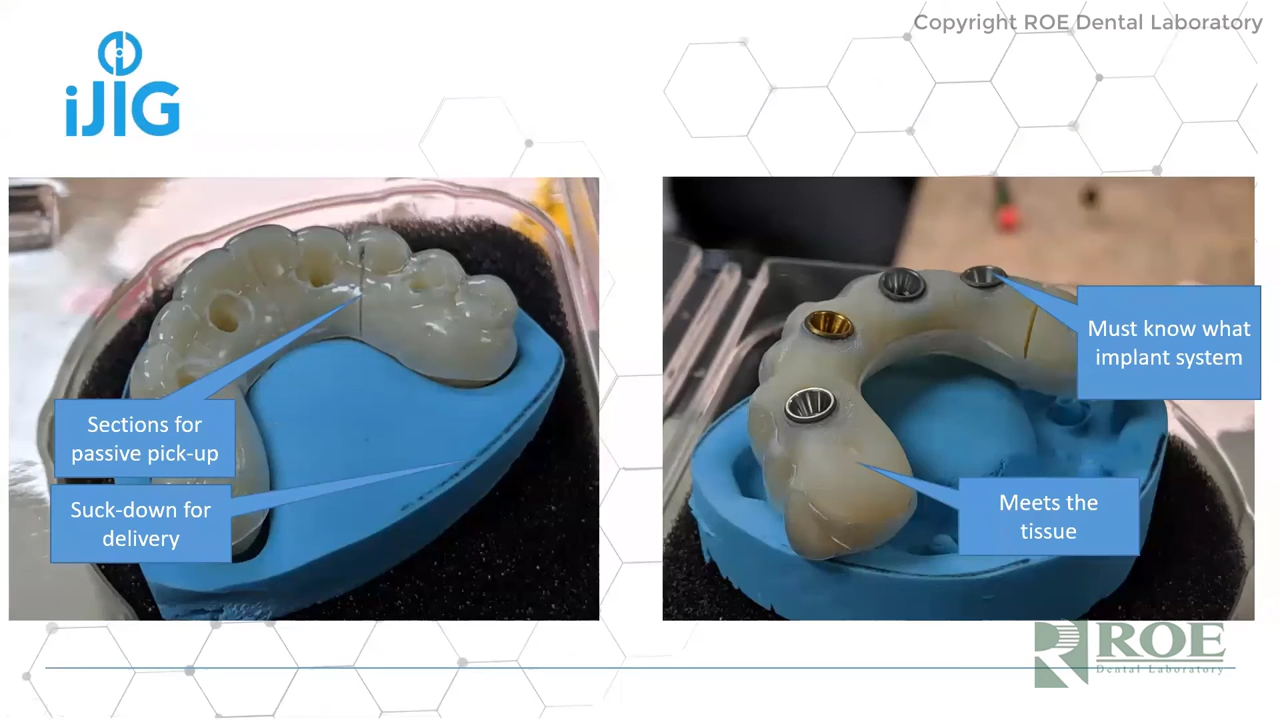 Copyright ROE Dental Laboratory
iJIG
Sections for
passive pick-up
Suck-down for
delivery
Must know what
implant system
Meets the
tissue
ROE
Dental Laboratory